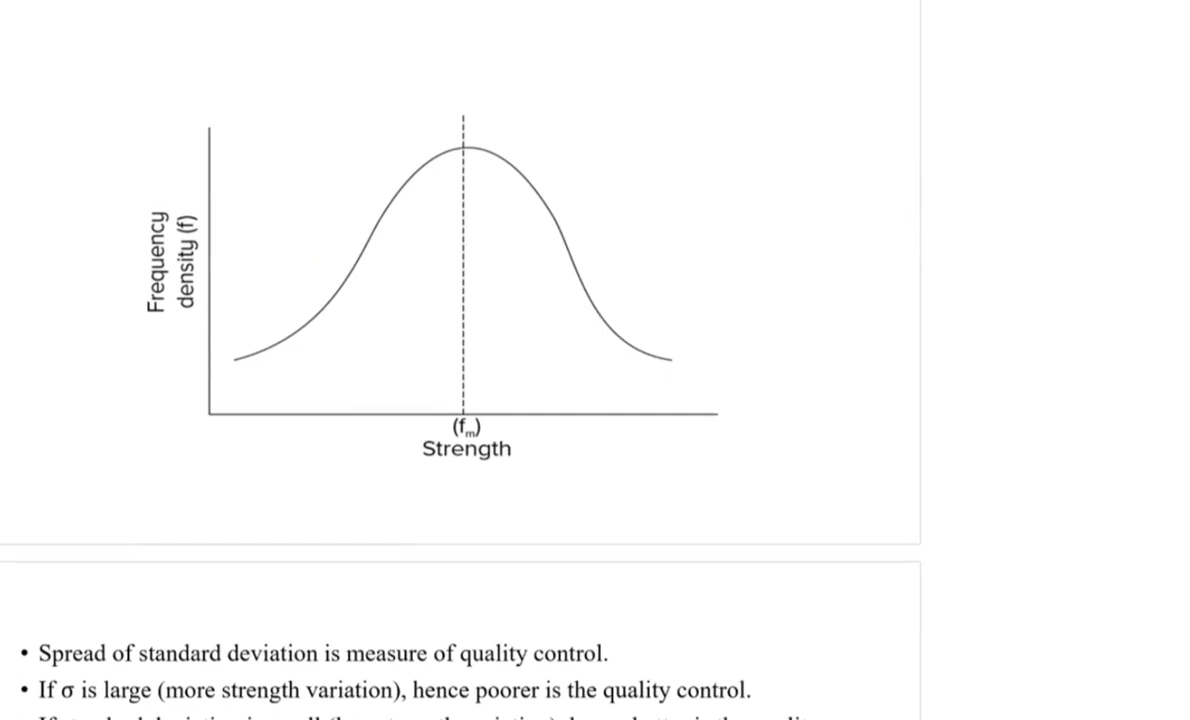 Frequency
density (f)
(fm)
Strength
• Spread of standard deviation is measure of quality control.
• If σ is large (more strength variation), hence poorer is the quality control.